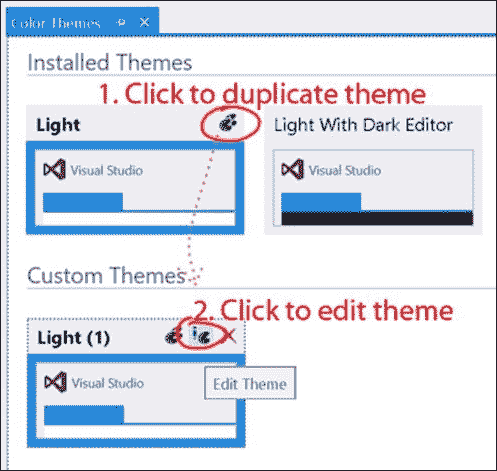 Color Themes
Installed Themes
1. Click to duplicate theme
Light
Light With Dark Editor
Visual Studio
Visual Studio
Custom Themes
2. Click to edit theme
Light (1)
Visual Studio
Edit Theme